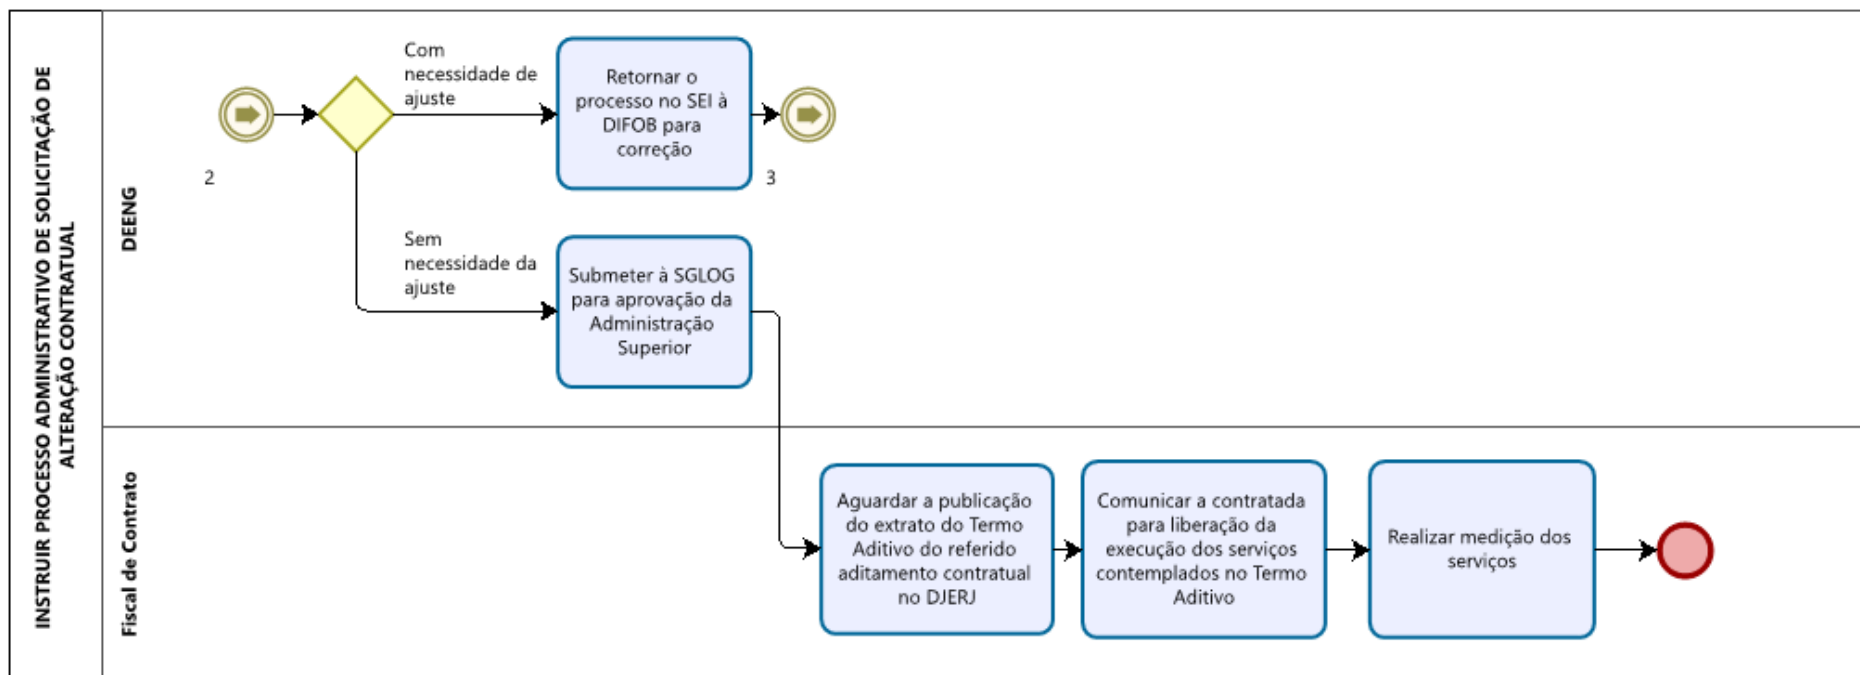 INSTRUIR PROCESSO ADMINISTRATIVO DE SOLICITAÇÃO DE
ALTERAÇÃO CONTRATUAL
DEENG
2
Com
necessidade de
ajuste
Retornar o
processo no SEI à
DIFOB para
correção
3
Sem
necessidade da
ajuste
Submeter à SGLOG
para aprovação da
Administração
Superior
Fiscal de Contrato
Aguardar a publicação
do extrato do Termo
Aditivo do referido
aditamento contratual
no DJERJ
Comunicar a contratada
para liberação da
execução dos serviços
contemplados no Termo
Aditivo
Realizar medição dos
serviços